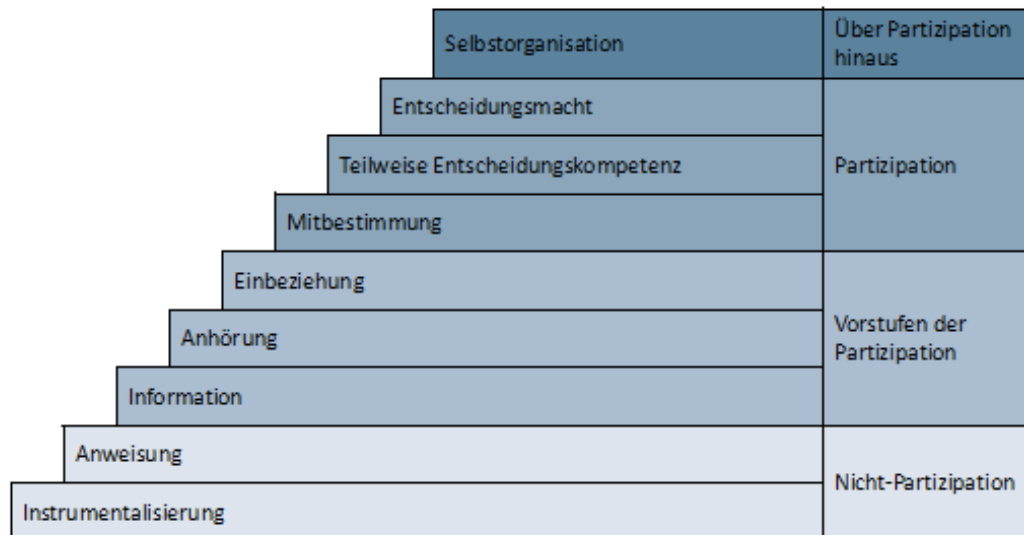 Selbstorganisation
Über Partizipation
hinaus
Entscheidungsmacht
Teilweise Entscheidungskompetenz
Partizipation
Mitbestimmung
Einbeziehung
Anhörung
Vorstufen der
Partizipation
Information
Anweisung
Nicht-Partizipation
Instrumentalisierung